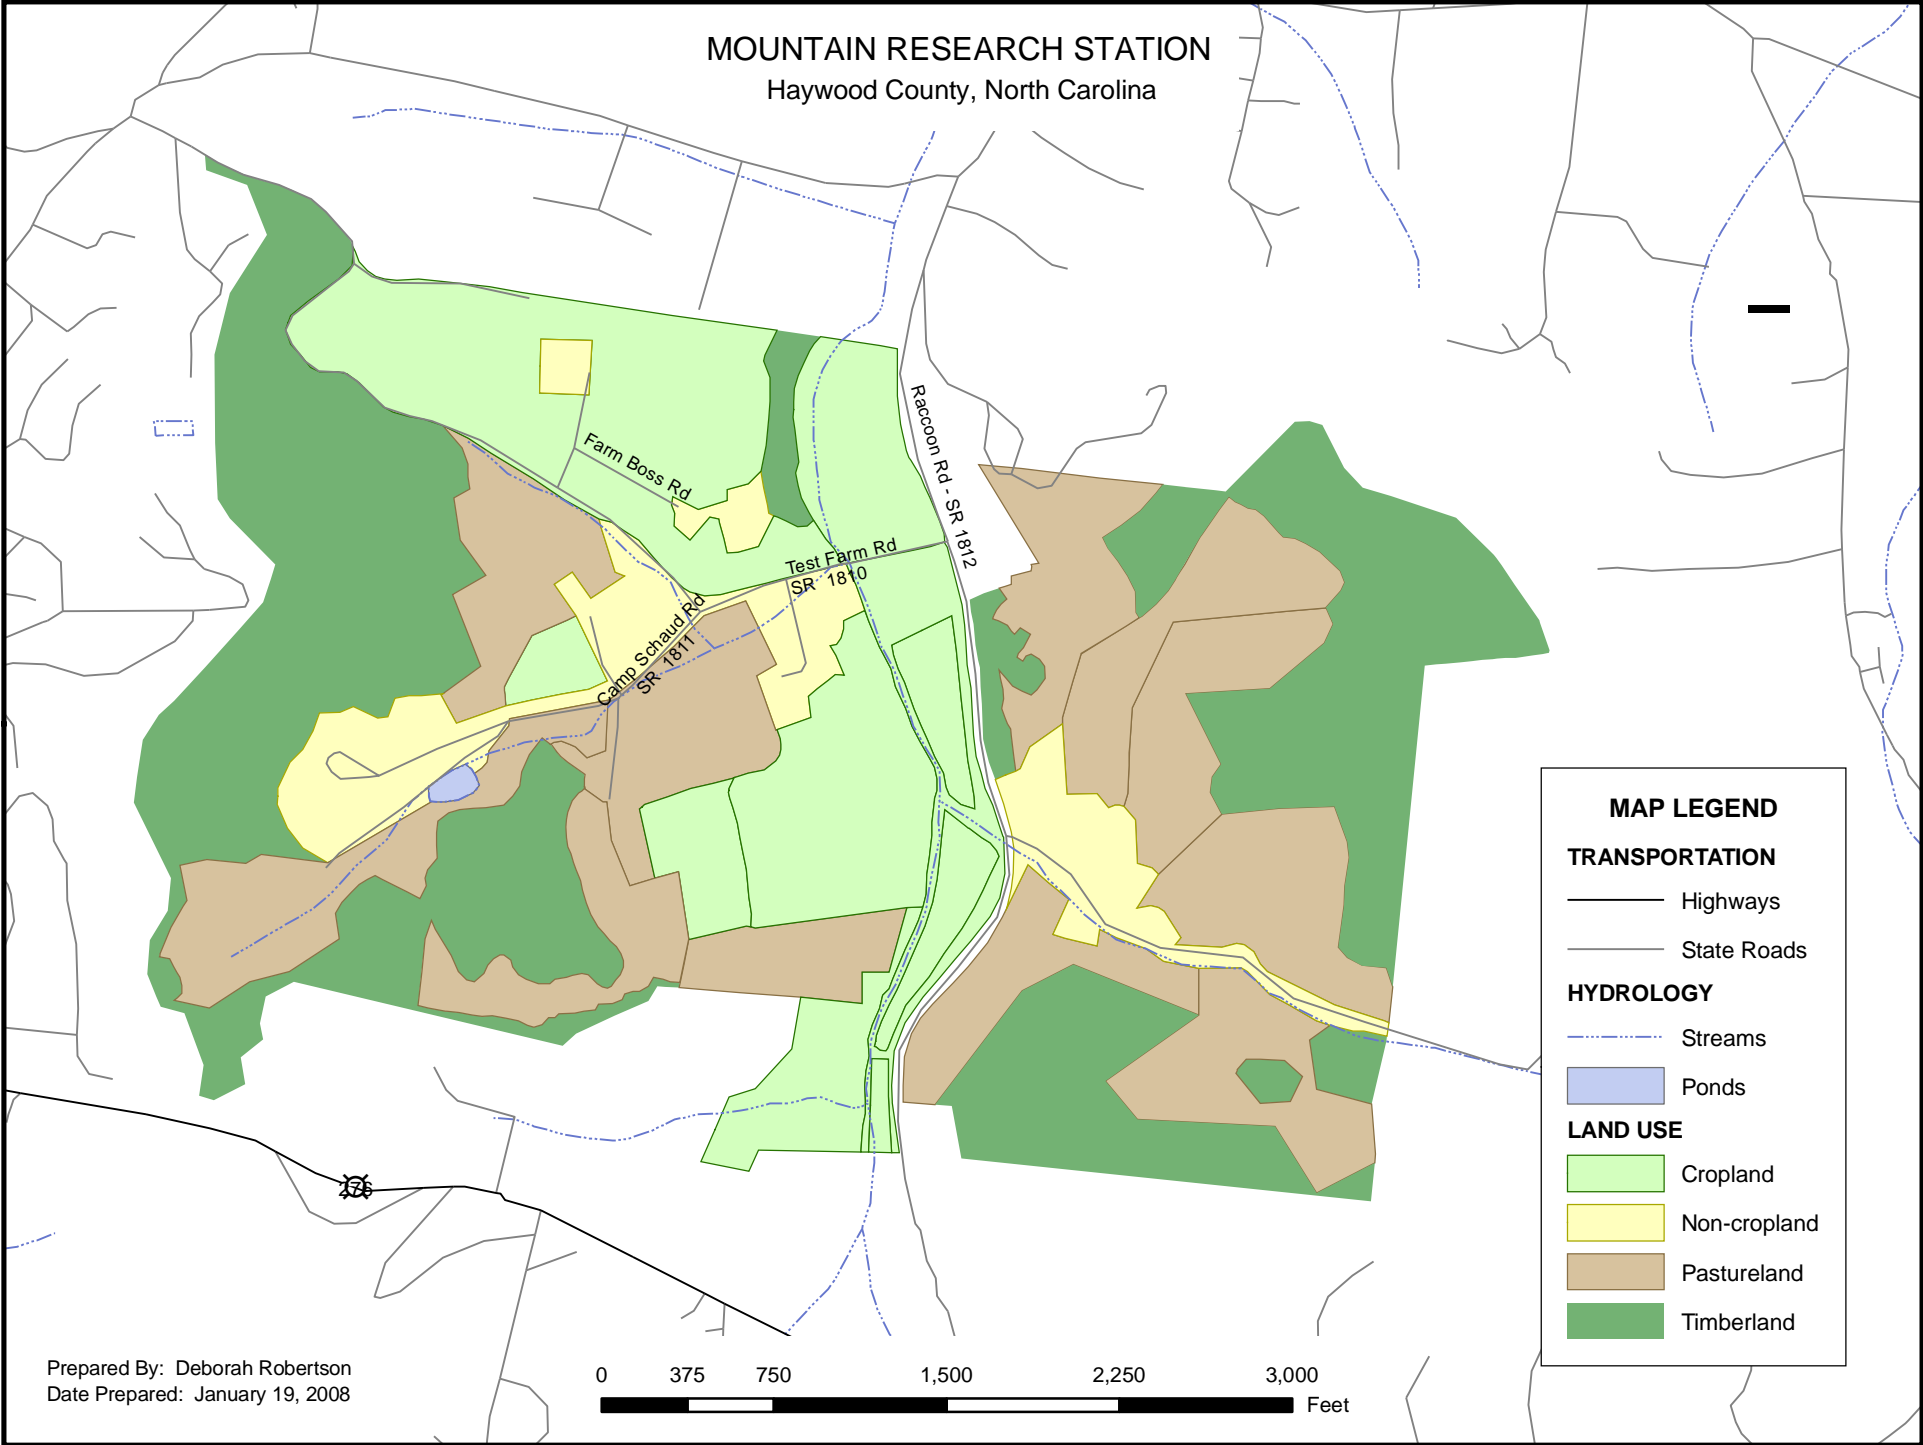 MOUNTAIN RESEARCH STATION
Haywood County, North Carolina
Raccoon Rd - SR 1812
Farm Boss Rd
Test Farm Rd
SR 1810
Camp Schaud Rd
SR 1811
276
MAP LEGEND
TRANSPORTATION
Highways
State Roads
HYDROLOGY
Streams
Ponds
LAND USE
Cropland
Non-cropland
Pastureland
Timberland
Prepared By: Deborah Robertson
Date Prepared: January 19, 2008
0 375 750 1,500 2,250 3,000
Feet